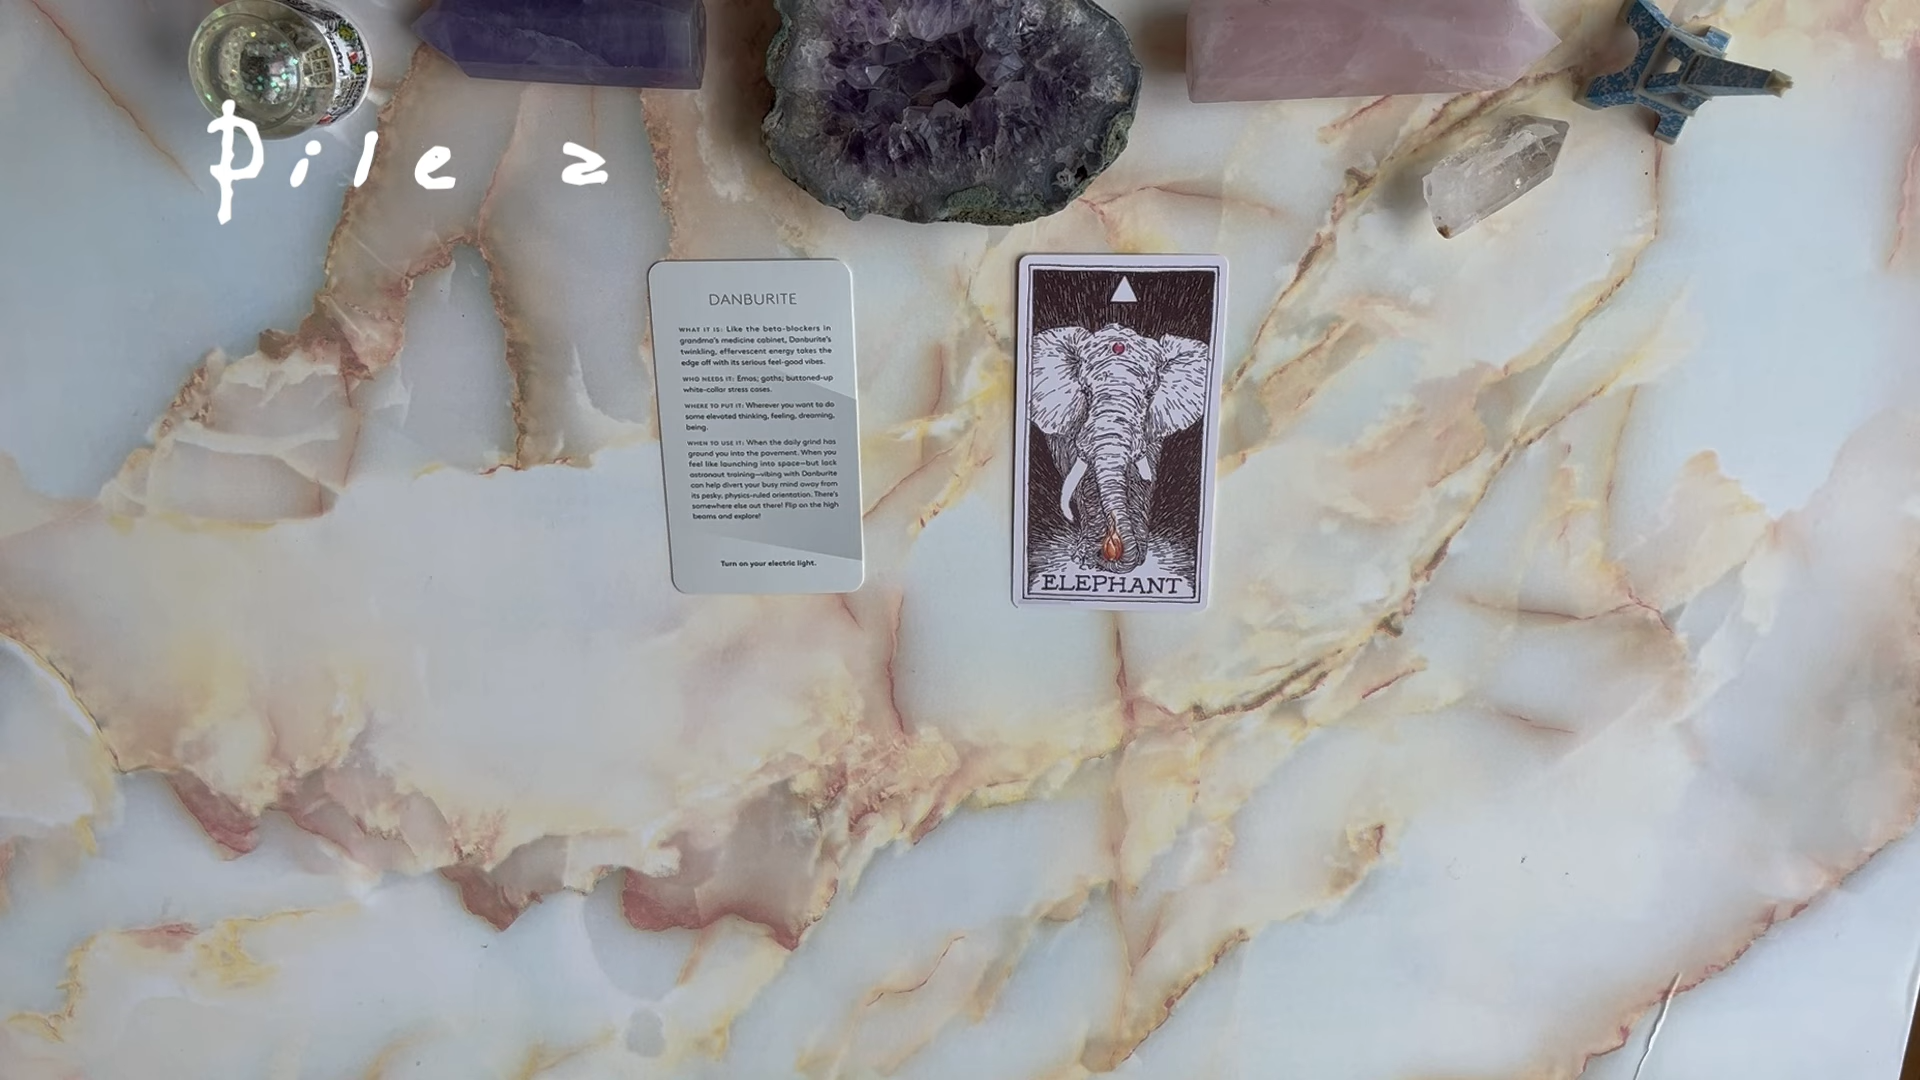 Pile 2
DANBURITE
WHAT IT IS: Like the beta-blockers in
grandma's medicine cabinet, Danburite's
twinkling, effervescent energy takes the
edge off with its serious feel-good vibes.
WHO NEEDS IT: Emos; goths; buttoned-up
white-collar stress cases.
WHERE TO PUT IT: Wherever you want to do
some elevated thinking, feeling, dreaming,
being.
WHEN TO USE IT: When the daily grind has
ground you into the pavement. When you
feel like launching into space—but lack
astronaut training—vibing with Danburite
can help divert your busy mind away from
its pesky, physics-ruled orientation. There's
somewhere else out there! Flip on the high
beams and explore!
Turn on your electric light.
ELEPHANT